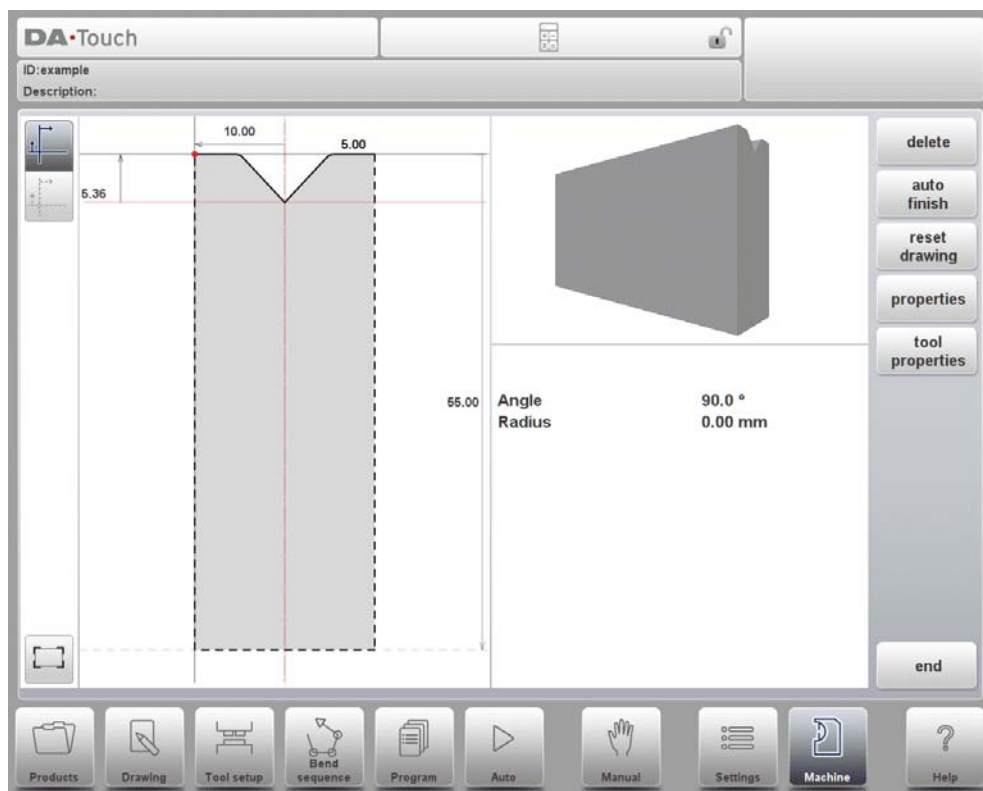 DA•Touch
ID:example
Description:
10.00
5.00
5.36
55.00
Angle 90.0 °
Radius 0.00 mm
delete
auto
finish
reset
drawing
properties
tool
properties
end
Products
Drawing
Tool setup
Bend
sequence
Program
Auto
Manual
Settings
Machine
Help